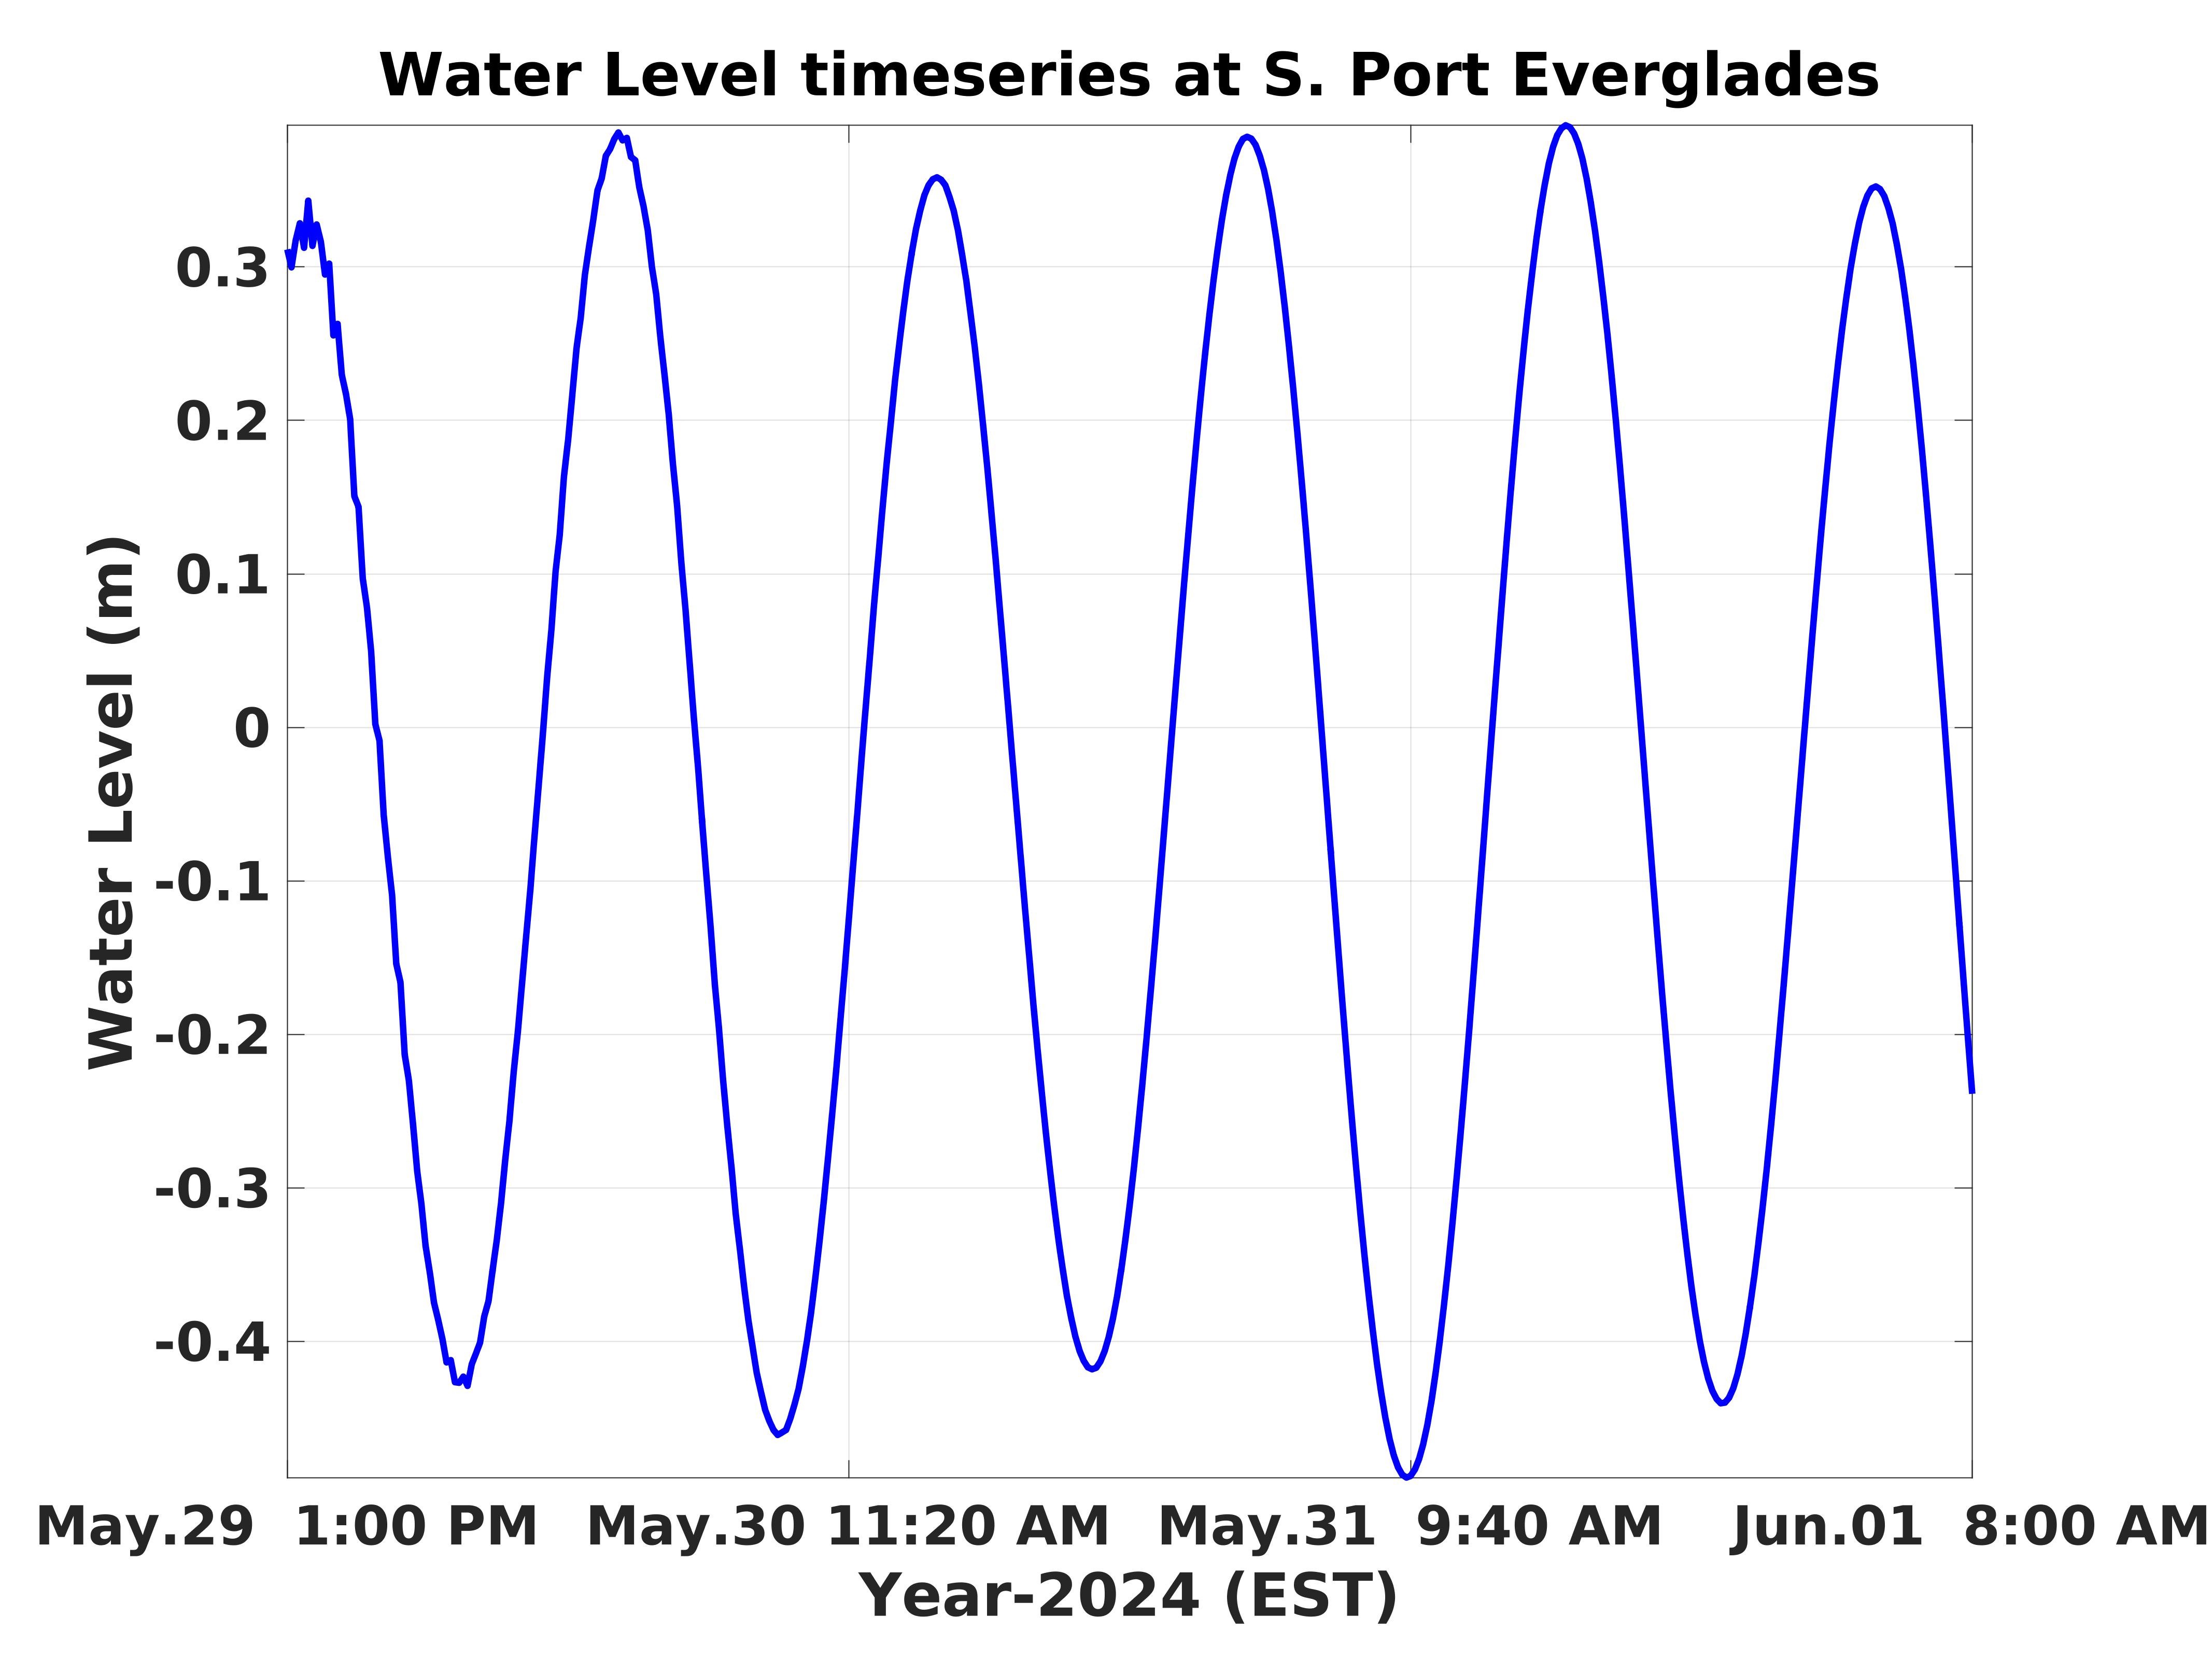 Water Level timeseries at S. Port Everglades
Water Level (m)
0.3
0.2
0.1
0
-0.1
-0.2
-0.3
-0.4
May.29 1:00 PM May.30 11:20 AM May.31 9:40 AM Jun.01 8:00 AM
Year-2024 (EST)